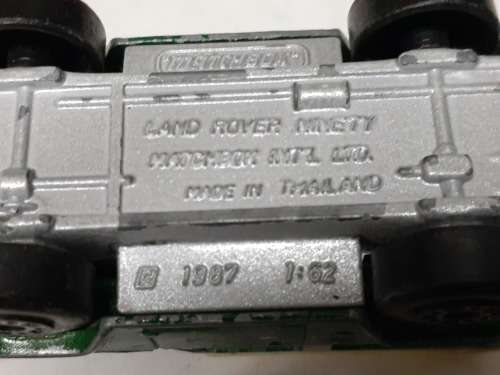 MATCHBOX
LAND ROVER NINETY
MATCHBOX INT'L. LTD.
MADE IN THAILAND
© 1987 1:62